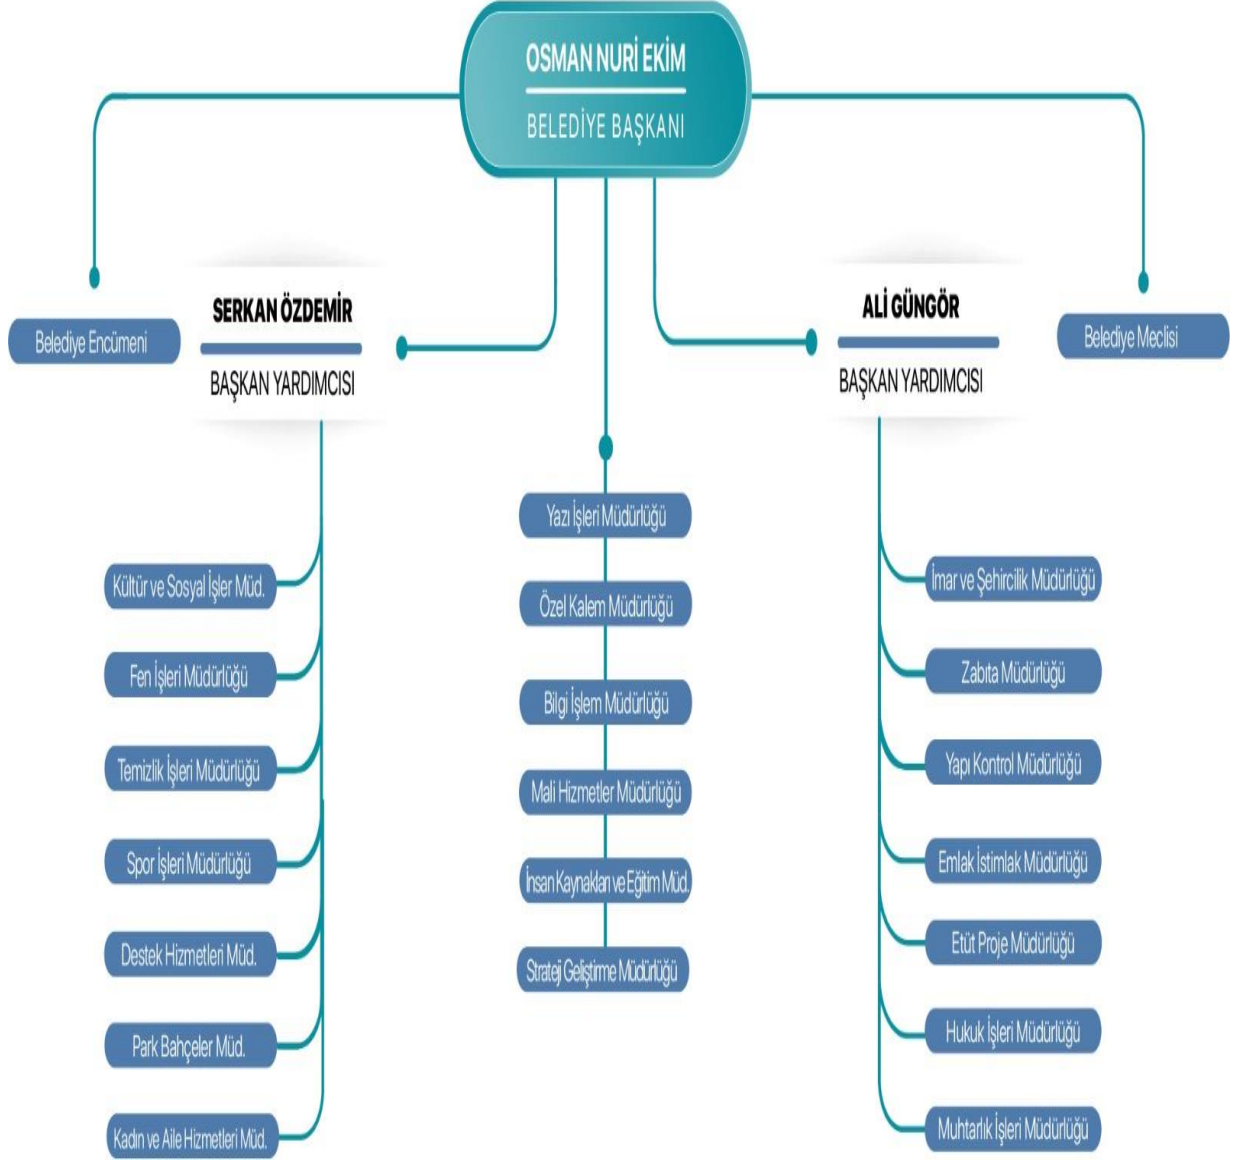 OSMAN NURİ EKİM
BELEDİYE BAŞKANI
Belediye Encümeni
SERKAN ÖZDEMİR
BAŞKAN YARDIMCISI
ALİ GÜNGÖR
BAŞKAN YARDIMCISI
Belediye Meclisi
Kültür ve Sosyal İşler Müd.
Fen İşleri Müdürlüğü
Temizlik İşleri Müdürlüğü
Spor İşleri Müdürlüğü
Destek Hizmetleri Müd.
Park Bahçeler Müd.
Kadın ve Aile Hizmetleri Müd.
Yazı İşleri Müdürlüğü
Özel Kalem Müdürlüğü
Bilgi İşlem Müdürlüğü
Mali Hizmetler Müdürlüğü
İnsan Kaynakları ve Eğitim Müd.
Strateji Geliştirme Müdürlüğü
İmar ve Şehircilik Müdürlüğü
Zabıta Müdürlüğü
Yapı Kontrol Müdürlüğü
Emlak İstimlak Müdürlüğü
Etüt Proje Müdürlüğü
Hukuk İşleri Müdürlüğü
Muhtarlık İşleri Müdürlüğü